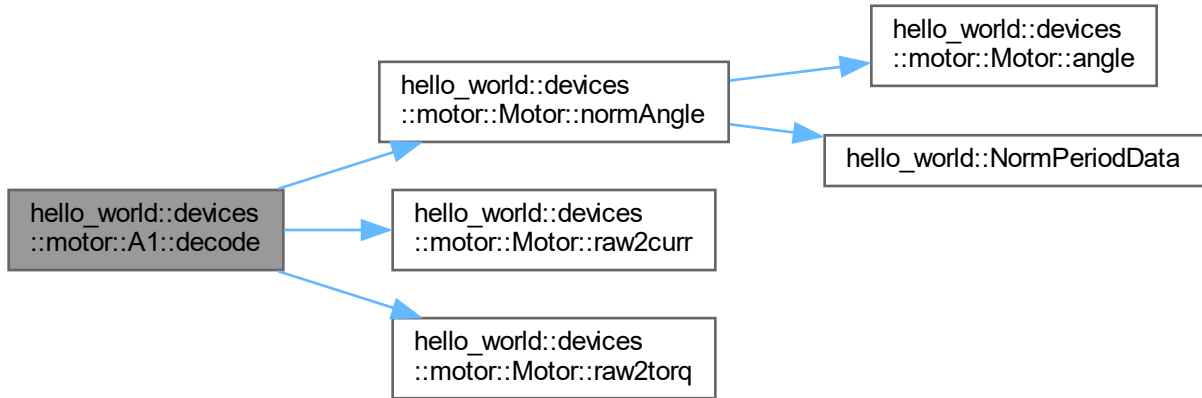 hello_world::devices
::motor::A1::decode
hello_world::devices
::motor::Motor::normAngle
hello_world::devices
::motor::Motor::angle
hello_world::NormPeriodData
hello_world::devices
::motor::Motor::raw2curr
hello_world::devices
::motor::Motor::raw2torq